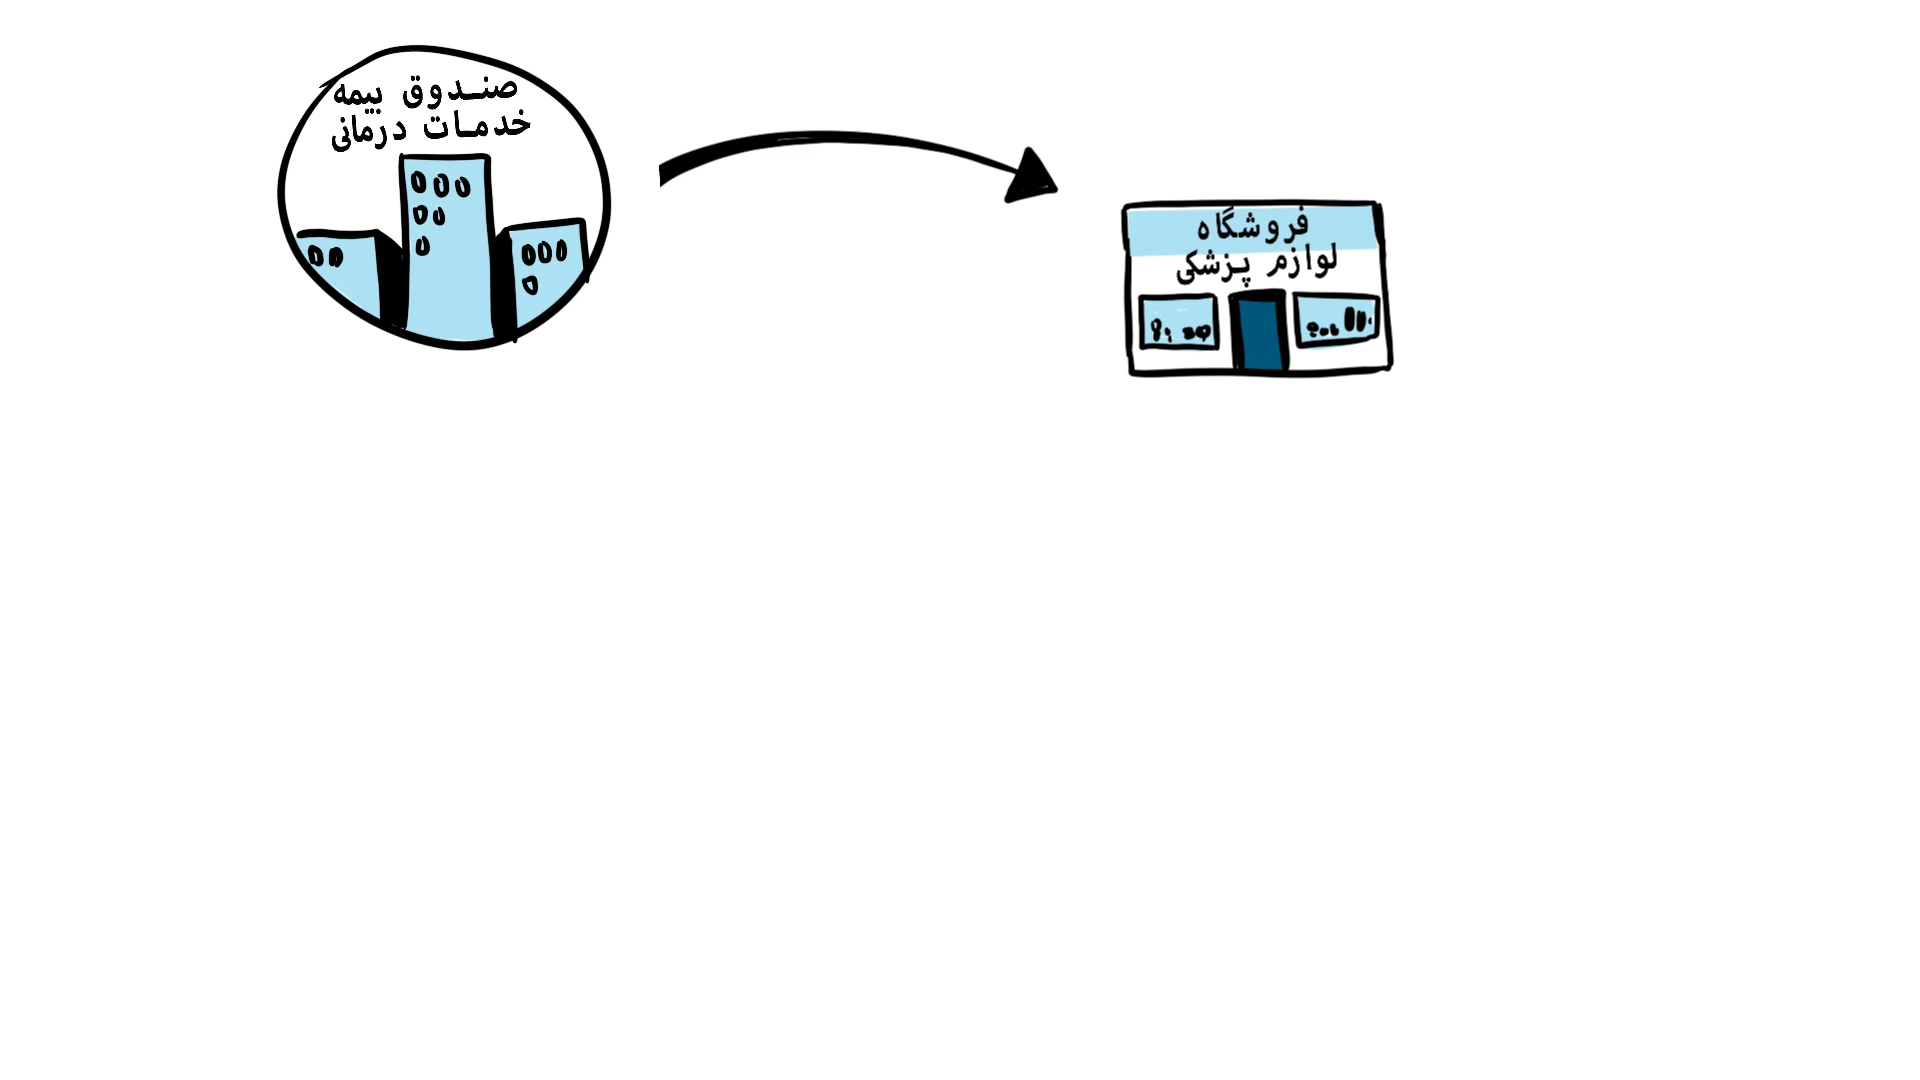 صندوق بیمه
خدمات درمانی
فروشگاه
لوازم پزشکی